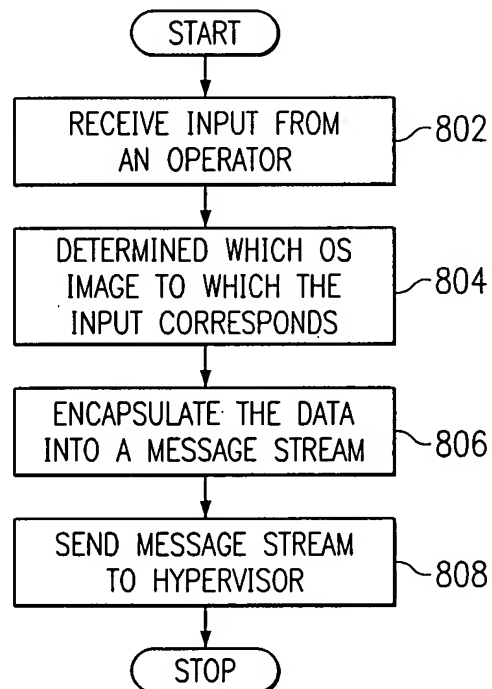 START
RECEIVE INPUT FROM
AN OPERATOR
802
DETERMINED WHICH OS
IMAGE TO WHICH THE
INPUT CORRESPONDS
804
ENCAPSULATE THE DATA
INTO A MESSAGE STREAM
806
SEND MESSAGE STREAM
TO HYPERVISOR
808
STOP